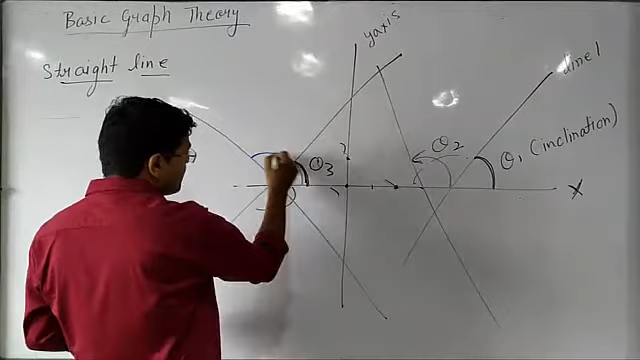 Basic Graph Theory
Straight line
y axis
line 1
θ1 (inclination)
θ2
θ3
X